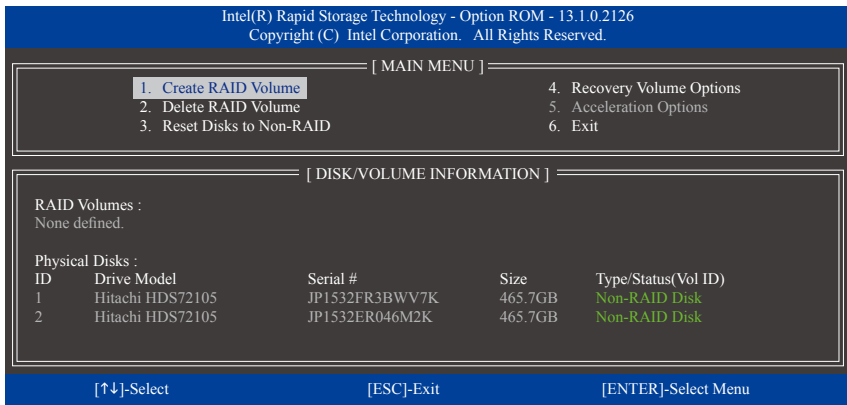 Intel(R) Rapid Storage Technology - Option ROM - 13.1.0.2126
Copyright (C) Intel Corporation. All Rights Reserved.
[ MAIN MENU ]
1. Create RAID Volume
2. Delete RAID Volume
3. Reset Disks to Non-RAID
4. Recovery Volume Options
5. Acceleration Options
6. Exit
[ DISK/VOLUME INFORMATION ]
RAID Volumes :
None defined.
Physical Disks :
ID Drive Model Serial # Size Type/Status(Vol ID)
1 Hitachi HDS72105 JP1532FR3BWV7K 465.7GB Non-RAID Disk
2 Hitachi HDS72105 JP1532ER046M2K 465.7GB Non-RAID Disk
[↑↓]-Select [ESC]-Exit [ENTER]-Select Menu